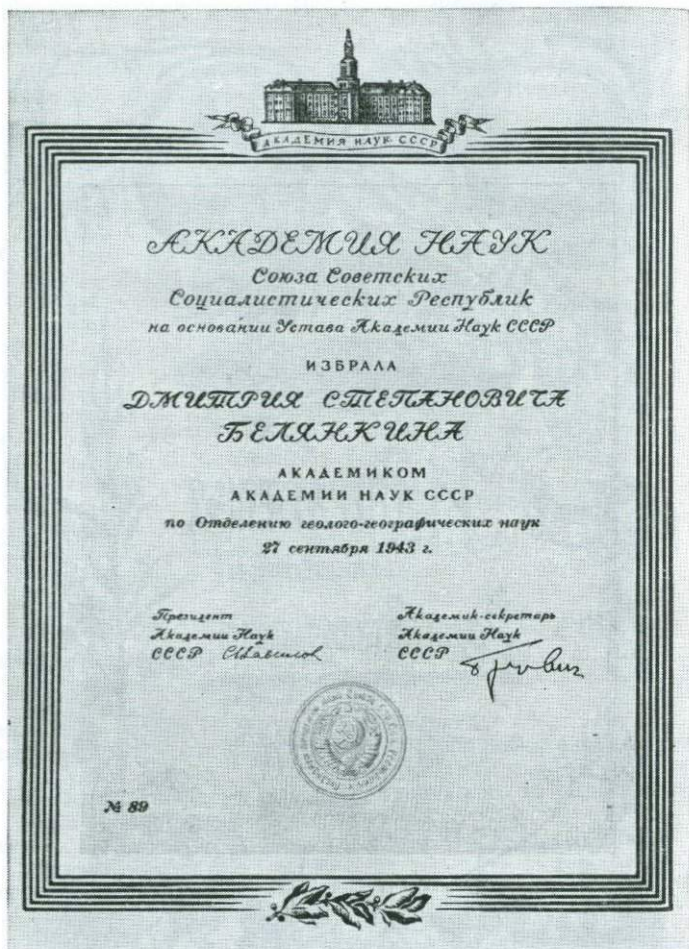 АКАДЕМИЯ НАУК СССР
АКАДЕМИЯ НАУК
Союза Советских
Социалистических Республик
на основании Устава Академии Наук СССР
ИЗБРАЛА
ДМИТРИЯ СТЕПАНОВИЧА
БЕЛЯНКИНА
АКАДЕМИКОМ
АКАДЕМИИ НАУК СССР
по Отделению геолого-географических наук
27 сентября 1943 г.
Президент
Академии Наук
СССР
Академик-секретарь
Академии Наук
СССР
№ 89